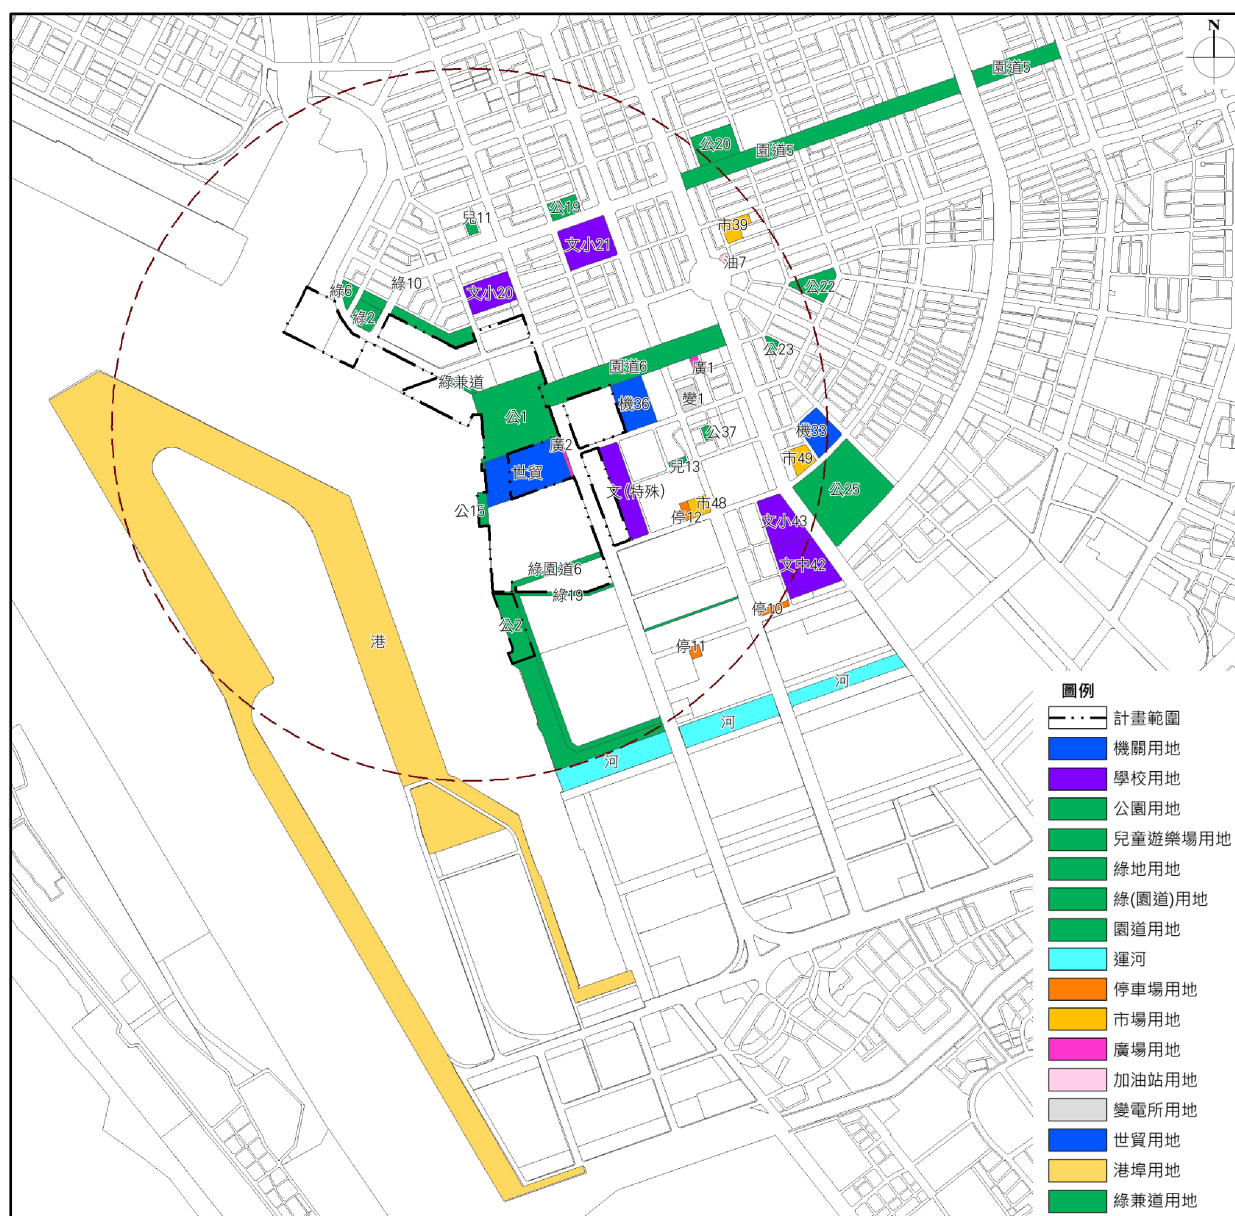 N
園道5
公20
園道5
兒11
公19
市39
文小21
油7
綠10
綠6
公22
文小20
綠2
公23
園道6
廣1
綠兼道
變1
機36
公1
公37
機33
廣2
市49
兒13
世貿
公25
文(特殊)
公15
市48
停12
文小43
文中42
綠園道6
綠19
停10
公2
港
停11
河
河
河
圖例
計畫範圍
機關用地
學校用地
公園用地
兒童遊樂場用地
綠地用地
綠(園道)用地
園道用地
運河
停車場用地
市場用地
廣場用地
加油站用地
變電所用地
世貿用地
港埠用地
綠兼道用地